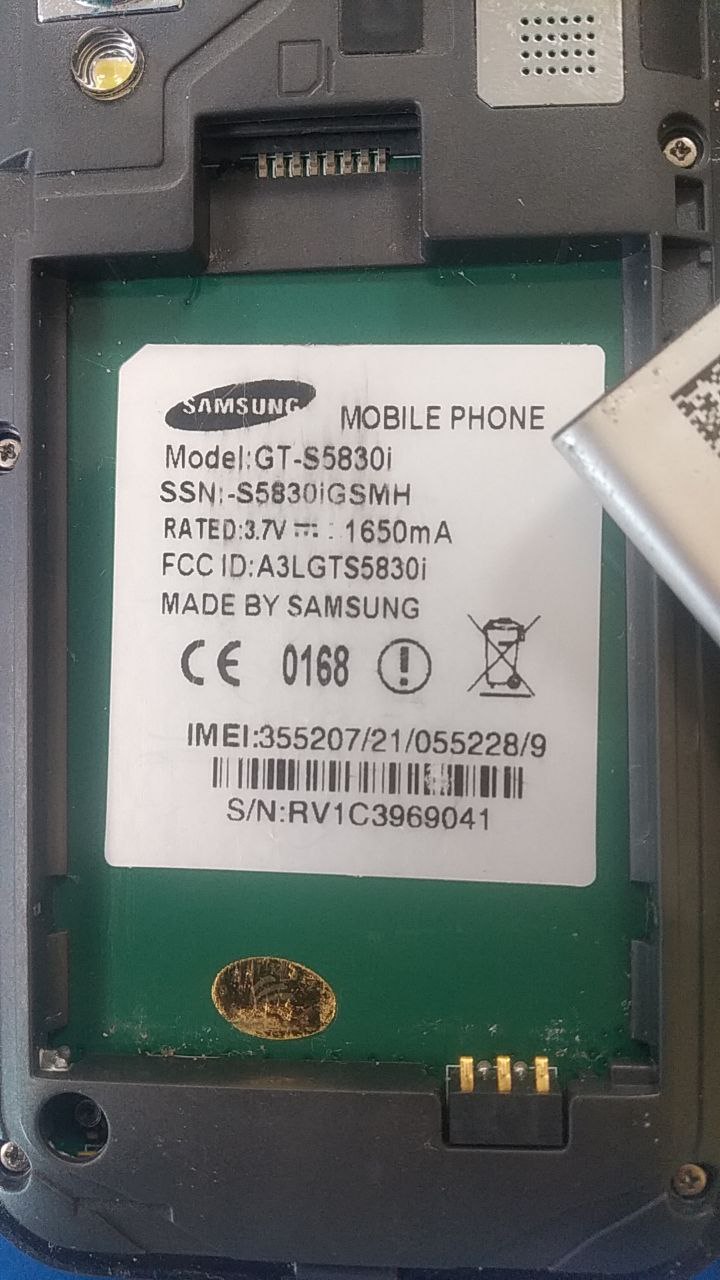 SAMSUNG MOBILE PHONE
Model:GT-S5830i
SSN:-S5830iGSMH
RATED:3.7V ⎓ : 1650mA
FCC ID:A3LGTS5830i
MADE BY SAMSUNG
CE 0168 !
IMEI:355207/21/055228/9
S/N:RV1C3969041